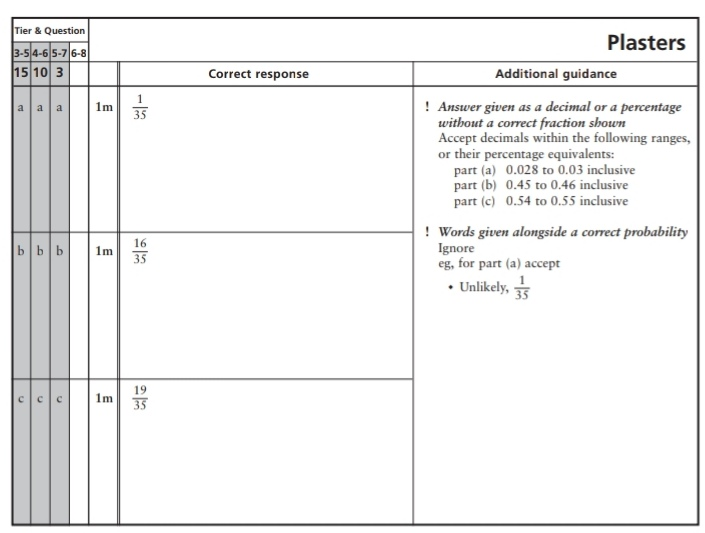 Tier & Question
Plasters
3-5 4-6 5-7 6-8
15 10 3
Correct response
Additional guidance
a a a 1m 1/35
! Answer given as a decimal or a percentage
without a correct fraction shown
Accept decimals within the following ranges,
or their percentage equivalents:
part (a) 0.028 to 0.03 inclusive
part (b) 0.45 to 0.46 inclusive
part (c) 0.54 to 0.55 inclusive
b b b 1m 16/35
! Words given alongside a correct probability
Ignore
eg, for part (a) accept
• Unlikely, 1/35
c c c 1m 19/35